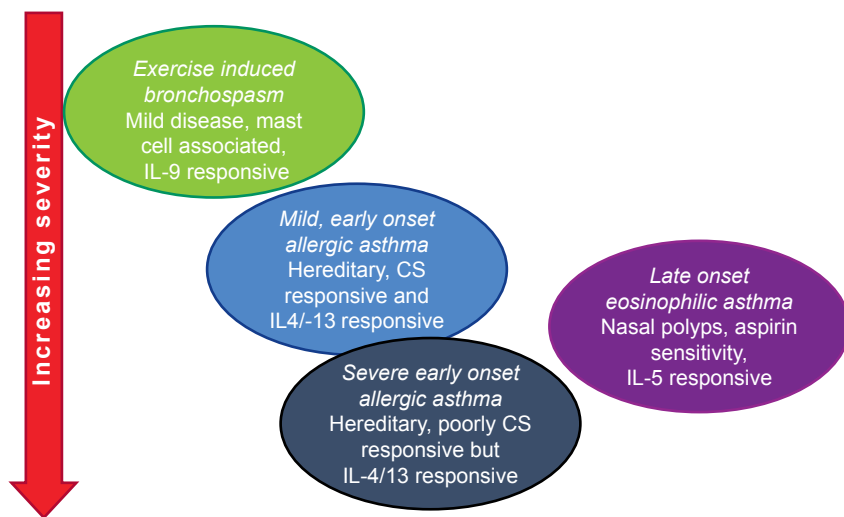 Increasing severity
Exercise induced
bronchospasm
Mild disease, mast
cell associated,
IL-9 responsive
Mild, early onset
allergic asthma
Hereditary, CS
responsive and
IL4/-13 responsive
Late onset
eosinophilic asthma
Nasal polyps, aspirin
sensitivity,
IL-5 responsive
Severe early onset
allergic asthma
Hereditary, poorly CS
responsive but
IL-4/13 responsive